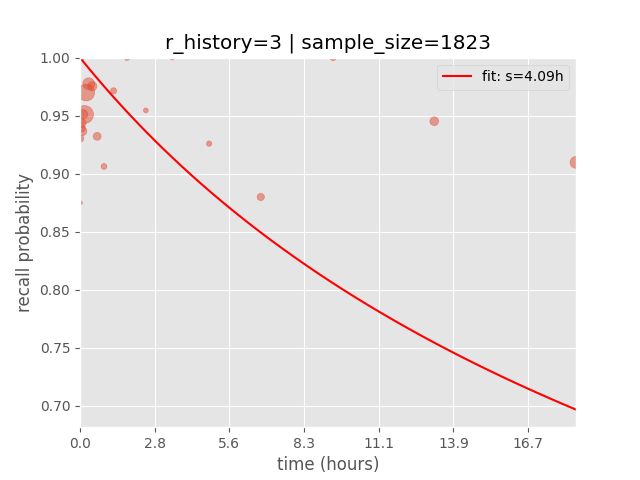 r_history=3 | sample_size=1823
fit: s=4.09h
recall probability
1.00
0.95
0.90
0.85
0.80
0.75
0.70
0.0 2.8 5.6 8.3 11.1 13.9 16.7
time (hours)